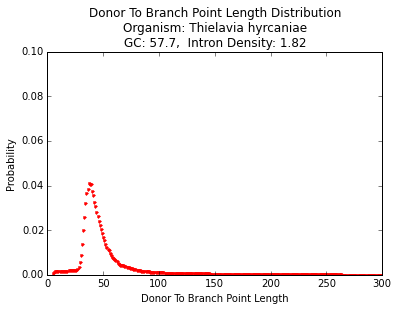 Donor To Branch Point Length Distribution
Organism: Thielavia hyrcaniae
GC: 57.7,  Intron Density: 1.82
0.10
0.08
0.06
0.04
0.02
0.00
Probability
0 50 100 150 200 250 300
Donor To Branch Point Length